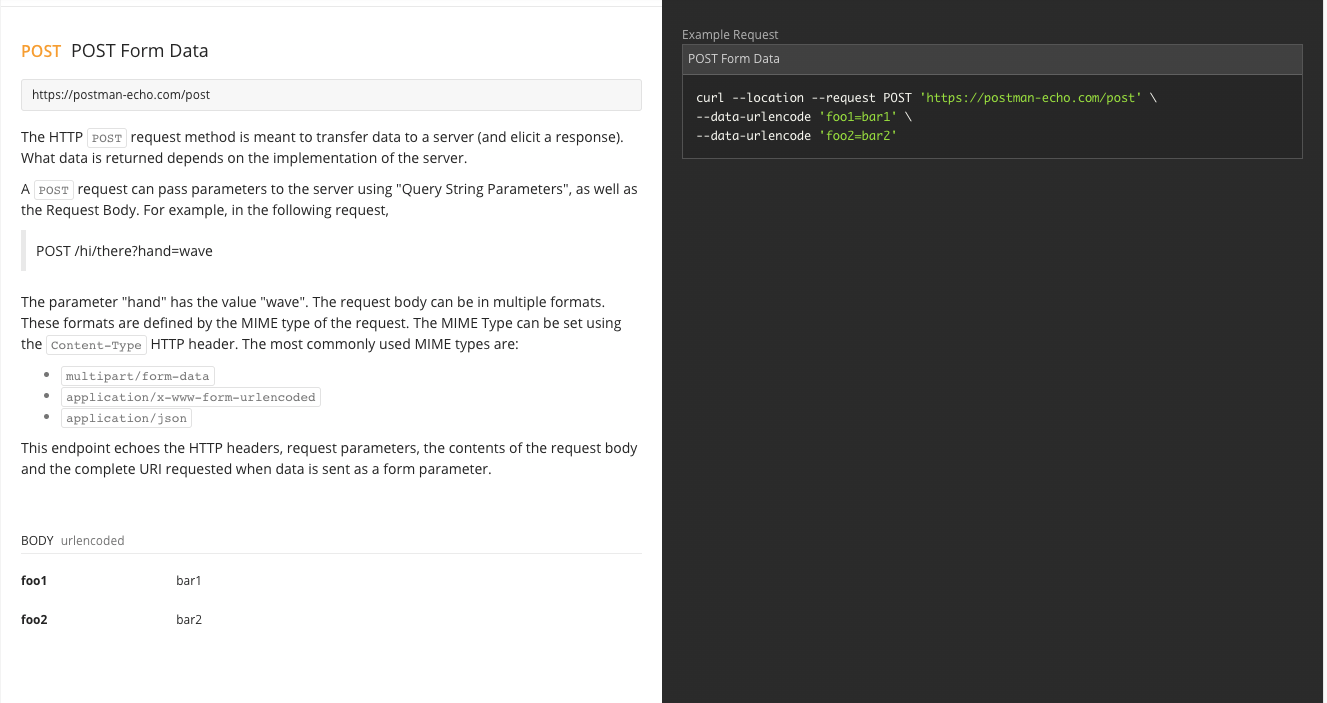 POST POST Form Data
https://postman-echo.com/post
The HTTP POST request method is meant to transfer data to a server (and elicit a response).
What data is returned depends on the implementation of the server.
A POST request can pass parameters to the server using "Query String Parameters", as well as
the Request Body. For example, in the following request,
POST /hi/there?hand=wave
The parameter "hand" has the value "wave". The request body can be in multiple formats.
These formats are defined by the MIME type of the request. The MIME Type can be set using
the Content-Type HTTP header. The most commonly used MIME types are:
• multipart/form-data
• application/x-www-form-urlencoded
• application/json
This endpoint echoes the HTTP headers, request parameters, the contents of the request body
and the complete URI requested when data is sent as a form parameter.
BODY urlencoded
foo1 bar1
foo2 bar2
Example Request
POST Form Data
curl --location --request POST 'https://postman-echo.com/post' \
--data-urlencode 'foo1=bar1' \
--data-urlencode 'foo2=bar2'